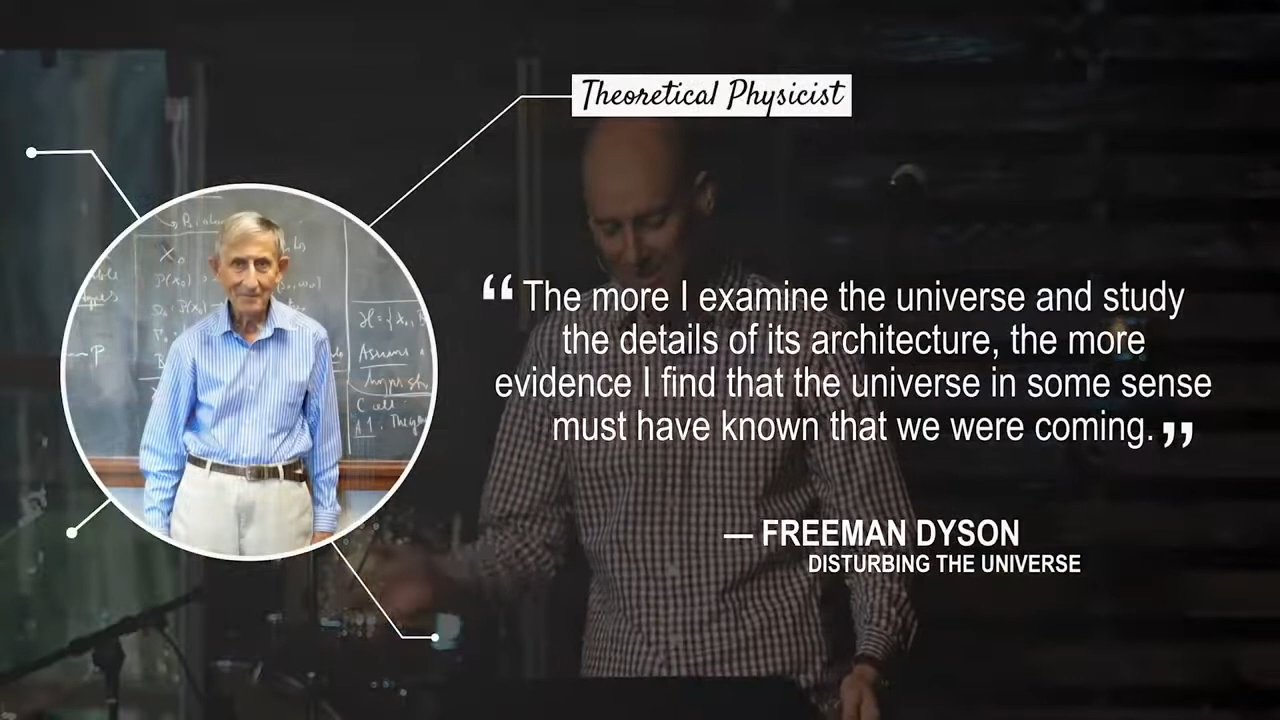 Theoretical Physicist
“The more I examine the universe and study
the details of its architecture, the more
evidence I find that the universe in some sense
must have known that we were coming.”
— FREEMAN DYSON
DISTURBING THE UNIVERSE